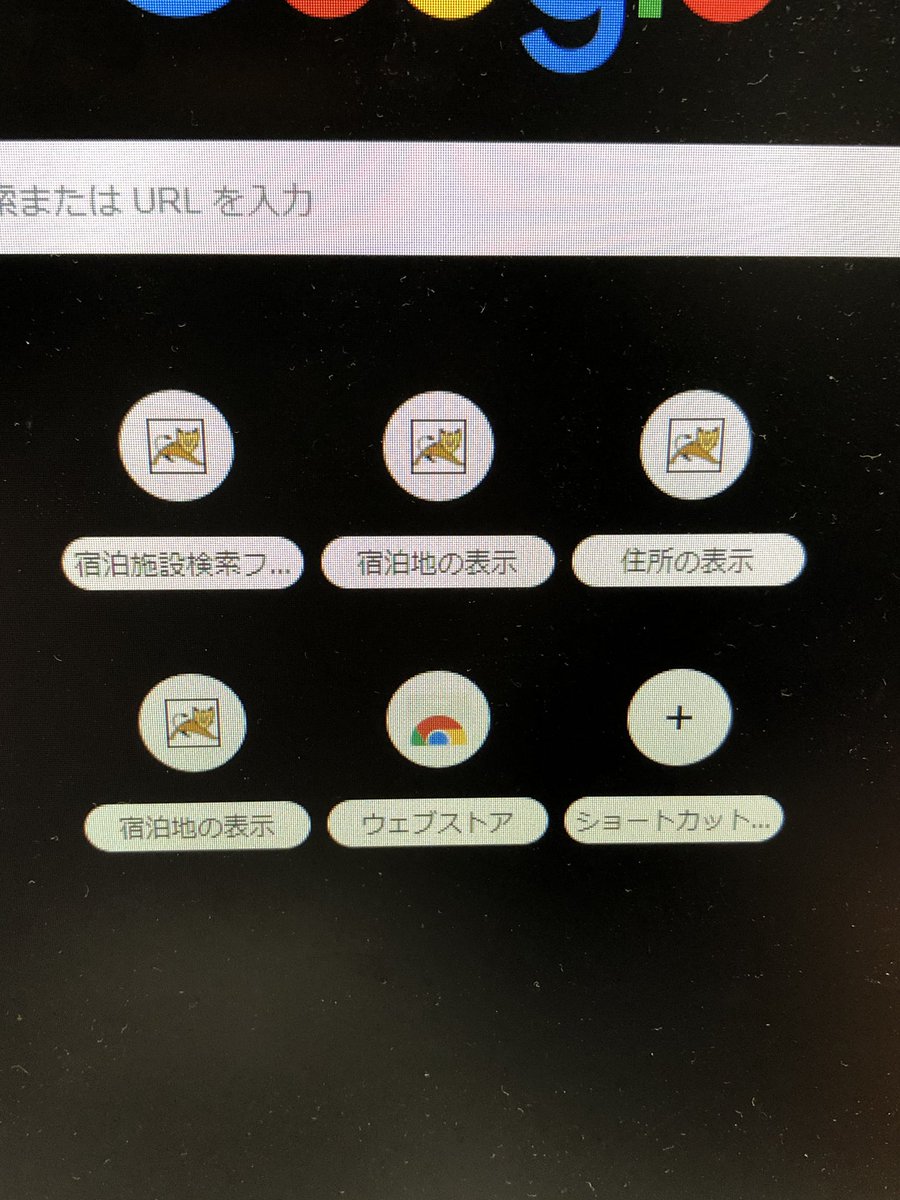 Google
索または URL を入力
宿泊施設検索フ...
宿泊地の表示
住所の表示
宿泊地の表示
ウェブストア
ショートカット...